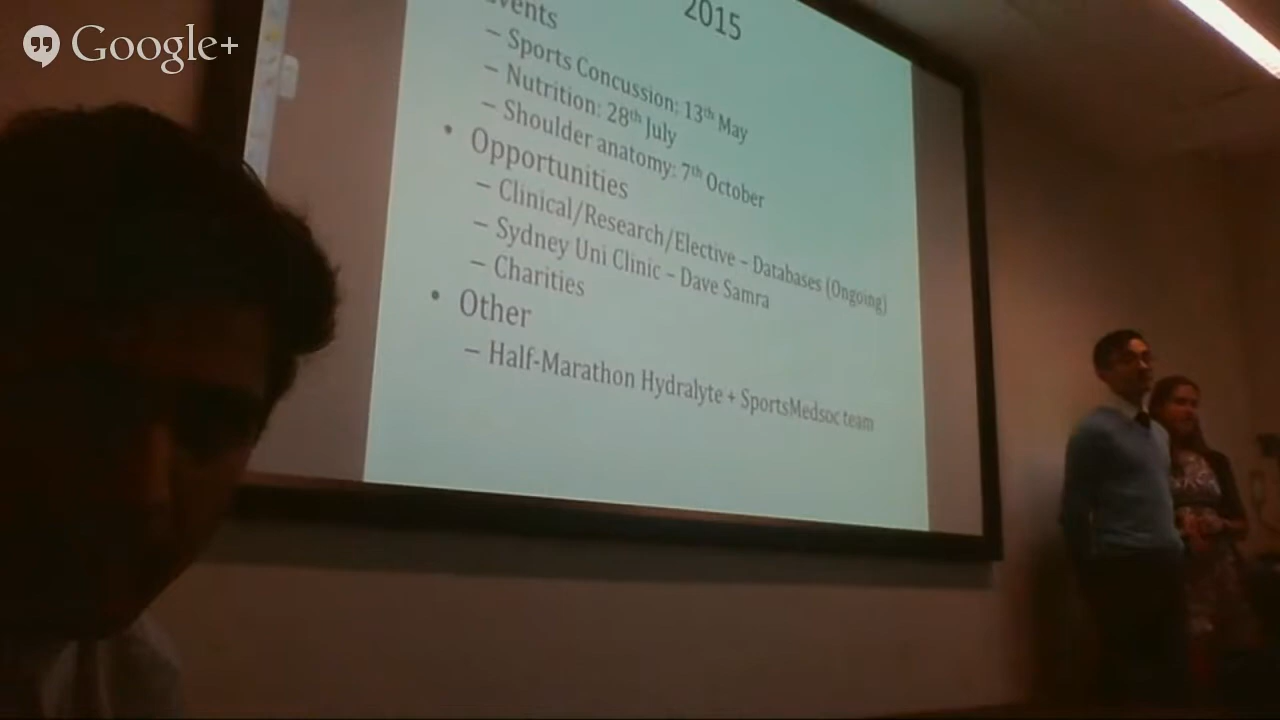 Google+
2015
vents
– Sports Concussion: 13th May
– Nutrition: 28th July
– Shoulder anatomy: 7th October
• Opportunities
– Clinical/Research/Elective – Databases (Ongoing)
– Sydney Uni Clinic – Dave Samra
– Charities
• Other
– Half-Marathon Hydralyte + SportsMedsoc team